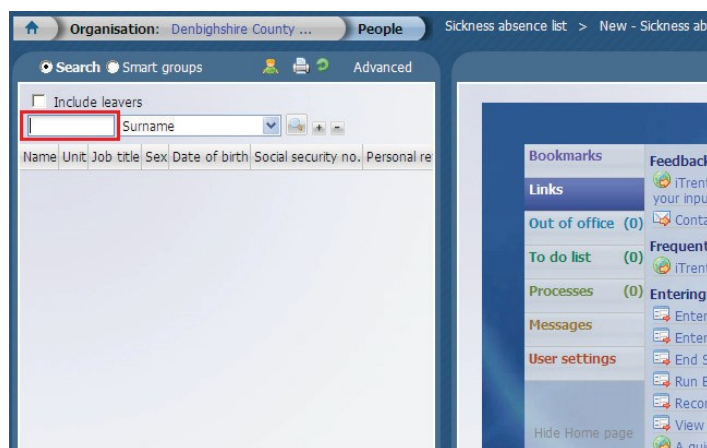 Organisation: Denbighshire County ... People Sickness absence list > New - Sickness ab
Search Smart groups Advanced
Include leavers
Surname
Name Unit Job title Sex Date of birth Social security no. Personal re
Bookmarks
Links
Out of office (0)
To do list (0)
Processes (0)
Messages
User settings
Hide Home page
Feedback
iTrent
your inpu
Conta
Frequent
iTrent
Entering
Enter
Enter
End S
Run E
Recor
View
A qui